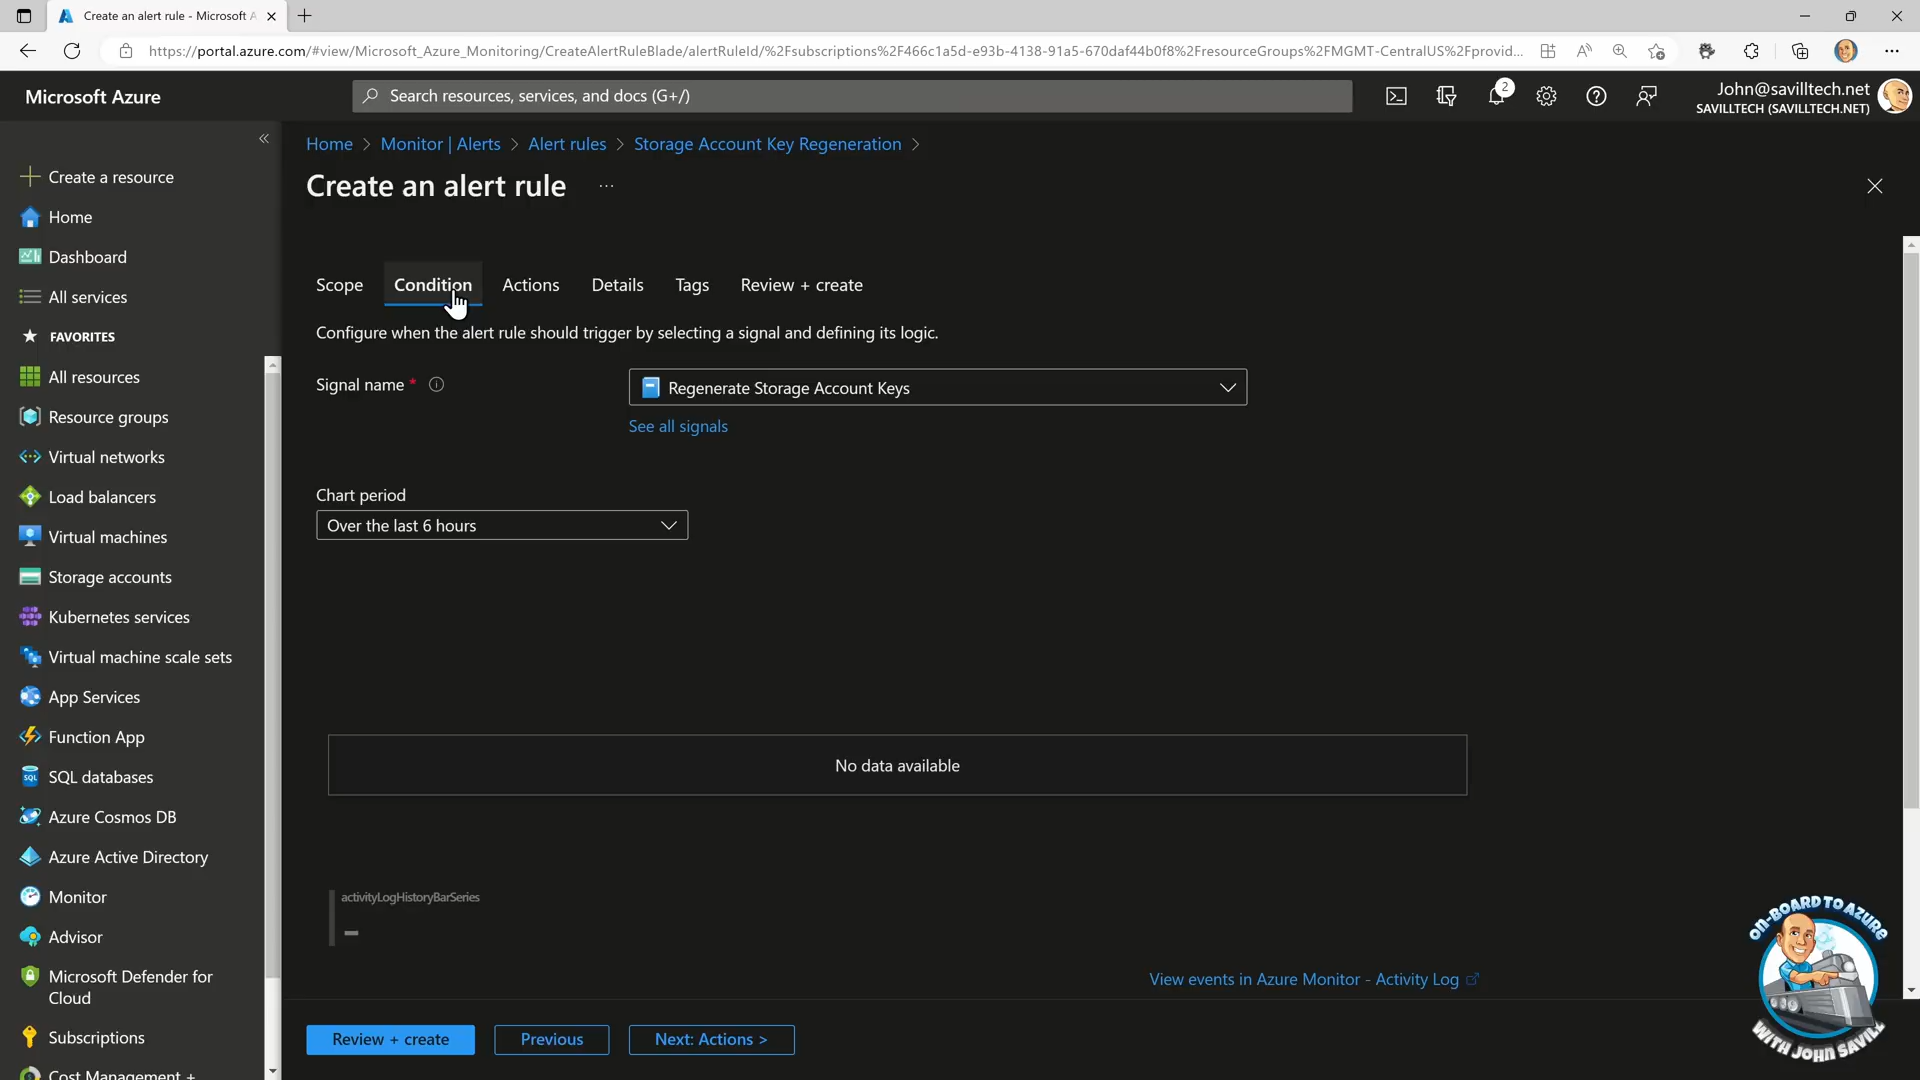 Create an alert rule - Microsoft A
https://portal.azure.com/#view/Microsoft_Azure_Monitoring/CreateAlertRuleBlade/alertRuleId/%2Fsubscriptions%2F466c1a5d-e93b-4138-91a5-670daf44b0f8%2FresourceGroups%2FMGMT-CentralUS%2Fprovid...
Microsoft Azure
Search resources, services, and docs (G+/)
2
John@savilltech.net
SAVILLTECH (SAVILLTECH.NET)
Home > Monitor | Alerts > Alert rules > Storage Account Key Regeneration >
Create an alert rule ...
Create a resource
Home
Dashboard
All services
FAVORITES
All resources
Resource groups
Virtual networks
Load balancers
Virtual machines
Storage accounts
Kubernetes services
Virtual machine scale sets
App Services
Function App
SQL databases
Azure Cosmos DB
Azure Active Directory
Monitor
Advisor
Microsoft Defender for
Cloud
Subscriptions
Cost Management +
Scope Condition Actions Details Tags Review + create
Configure when the alert rule should trigger by selecting a signal and defining its logic.
Signal name *
Regenerate Storage Account Keys
See all signals
Chart period
Over the last 6 hours
No data available
activityLogHistoryBarSeries
--
View events in Azure Monitor - Activity Log
Review + create
Previous
Next: Actions >
ON-BOARD TO AZURE
WITH JOHN SAVILL